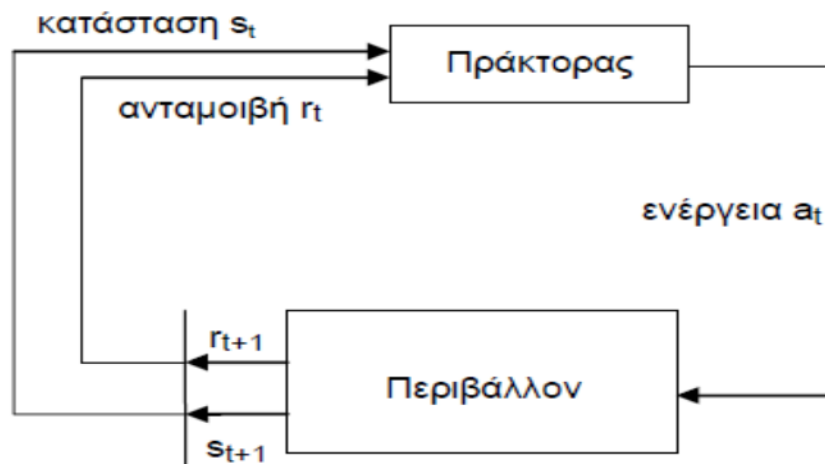 κατάσταση sₜ
Πράκτορας
ανταμοιβή rₜ
ενέργεια aₜ
rₜ₊₁
Περιβάλλον
sₜ₊₁